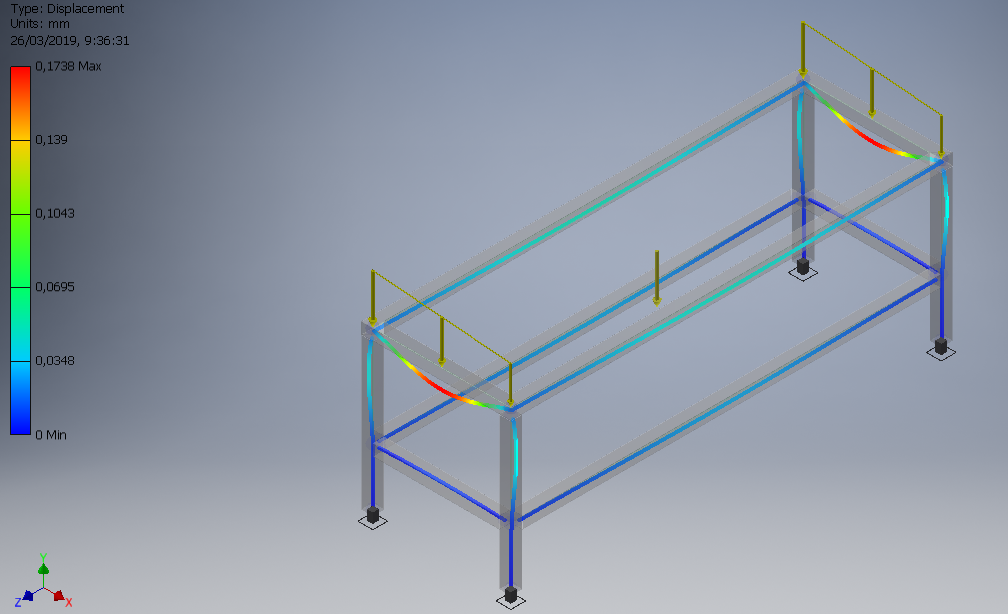 Type: Displacement
Units: mm
26/03/2019, 9:36:31
0,1738 Max
0,139
0,1043
0,0695
0,0348
0 Min
Y
Z
X